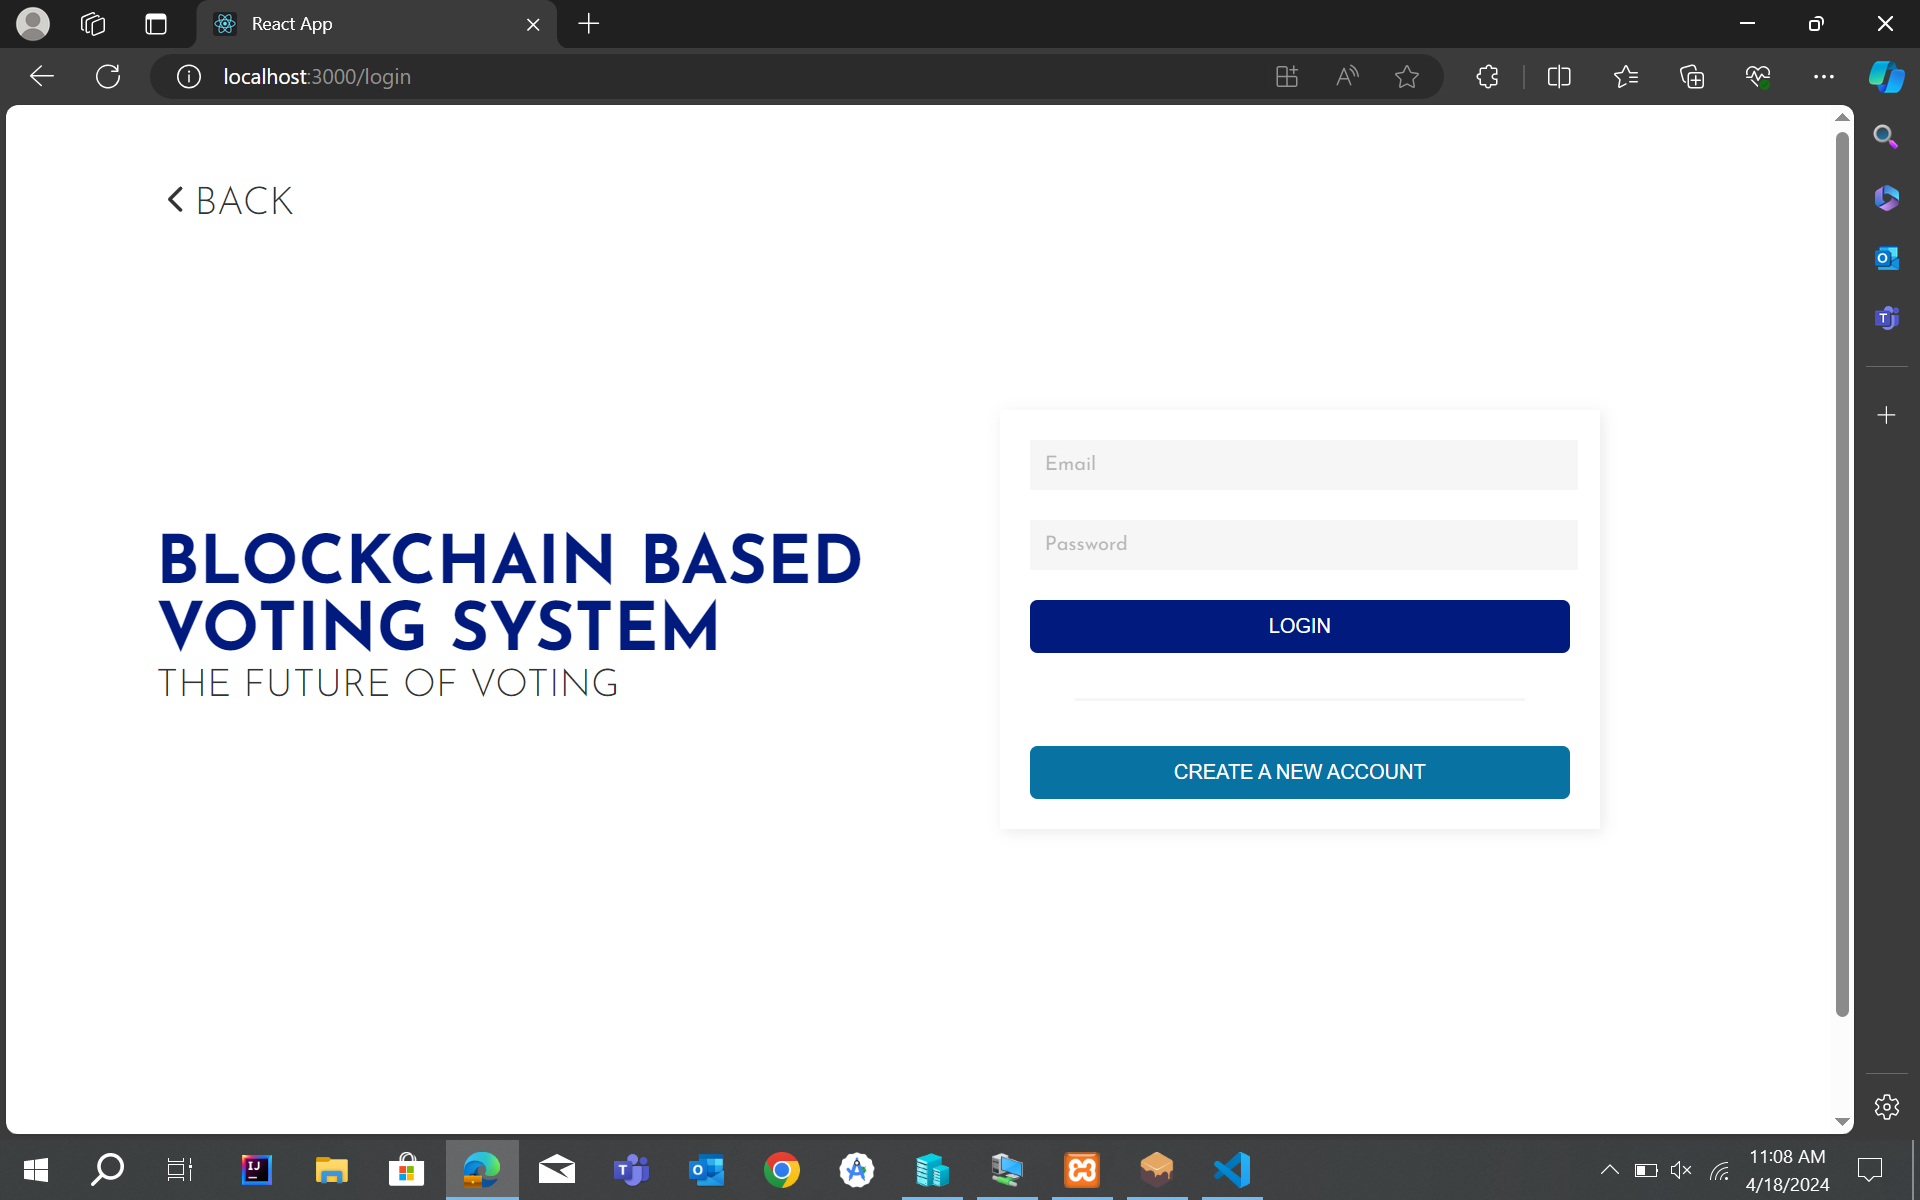 React App
localhost:3000/login
BACK
BLOCKCHAIN BASED
VOTING SYSTEM
THE FUTURE OF VOTING
Email
Password
LOGIN
CREATE A NEW ACCOUNT
11:08 AM
4/18/2024